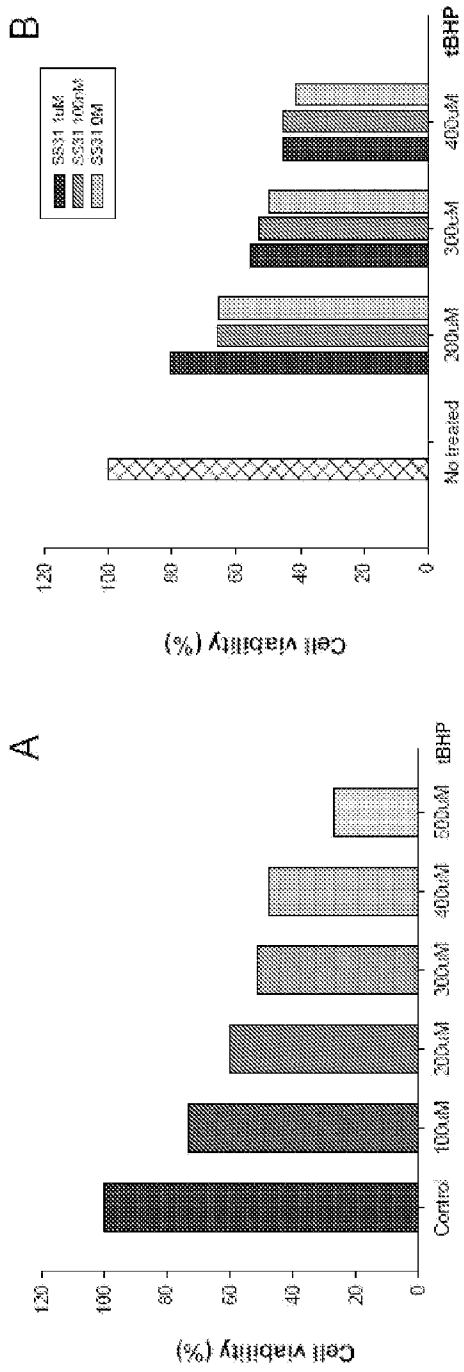 A
Cell viability (%)
120
100
80
60
40
20
0
Control 100uM 200uM 300uM 400uM 500uM tBHP
B
Cell viability (%)
120
100
80
60
40
20
0
SS31 1uM
SS31 100nM
SS31 0M
No treated 200uM 300uM 400uM tBHP